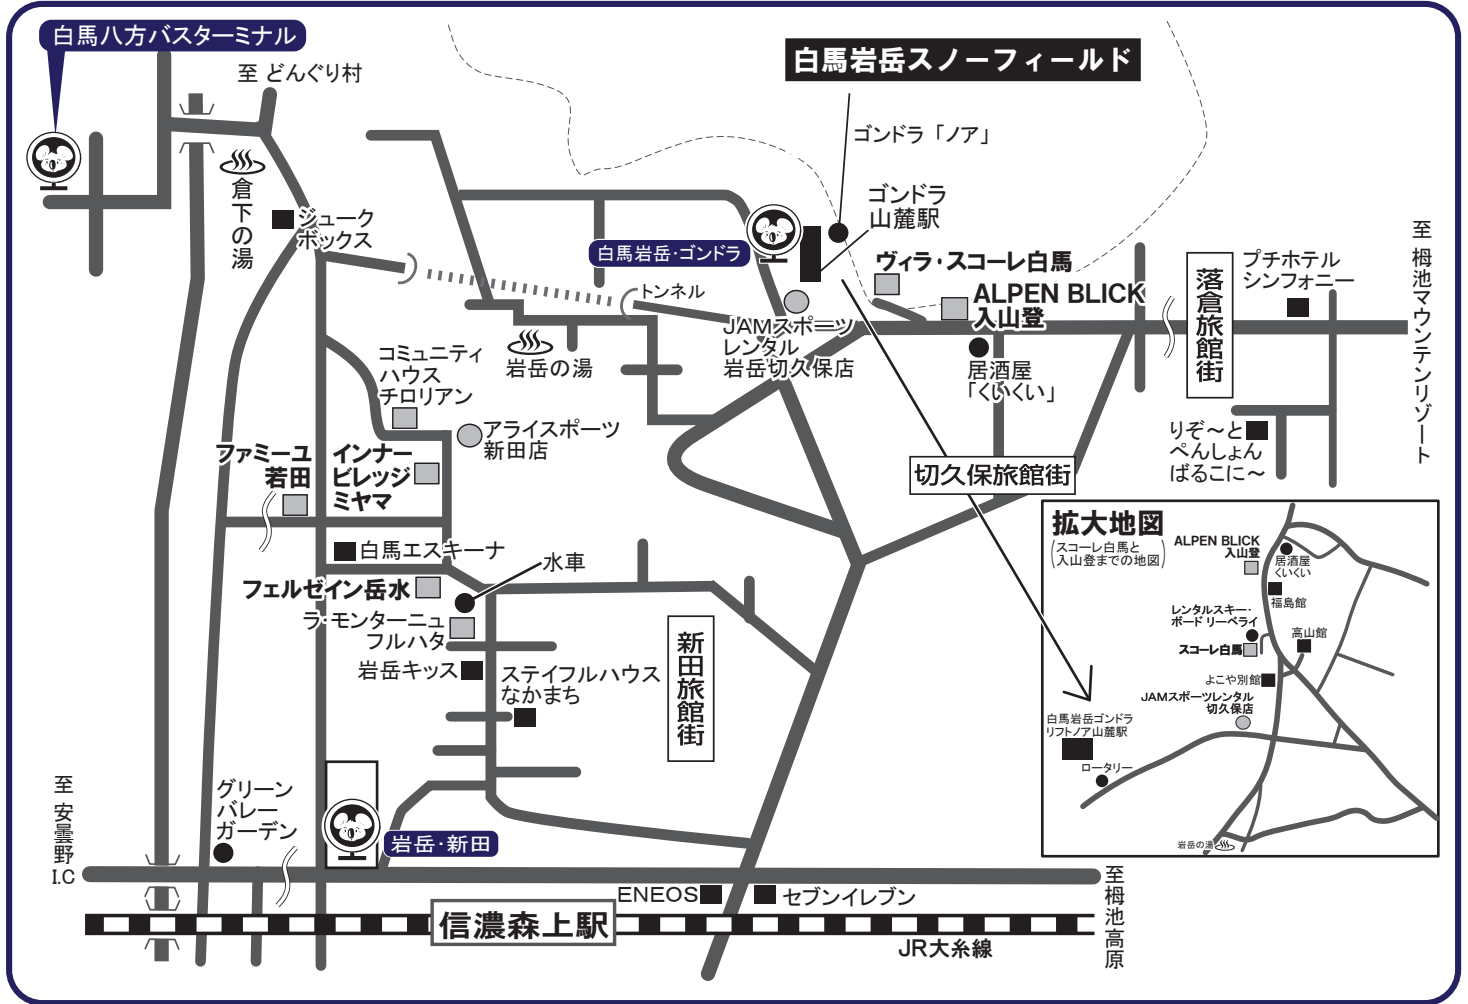 白馬八方バスターミナル
至 どんぐり村
白馬岩岳スノーフィールド
ゴンドラ「ノア」
ゴンドラ
山麓駅
倉下の湯
ジューク
ボックス
白馬岩岳・ゴンドラ
トンネル
ヴィラ・スコーレ白馬
ALPEN BLICK
入山登
落倉旅館街
プチホテル
シンフォニー
至 栂池マウンテンリゾート
JAMスポーツ
レンタル
岩岳切久保店
岩岳の湯
居酒屋
「くいくい」
コミュニティ
ハウス
チロリアン
アライスポーツ
新田店
りぞ〜と
ぺんしょん
ばるこに〜
ファミーユ
若田
インナー
ビレッジ
ミヤマ
切久保旅館街
白馬エスキーナ
水車
フェルゼイン岳水
ラ・モンターニュ
フルハタ
岩岳キッス
ステイフルハウス
なかまち
新田旅館街
拡大地図
(スコーレ白馬と
入山登までの地図)
ALPEN BLICK
入山登
居酒屋
くいくい
福島館
レンタルスキー・
ボード リーベライ
高山館
スコーレ白馬
よこや別館
JAMスポーツレンタル
切久保店
白馬岩岳ゴンドラ
リフトノア山麓駅
ロータリー
岩岳の湯
至 安曇野 I.C
グリーン
バレー
ガーデン
岩岳・新田
ENEOS
セブンイレブン
至 栂池高原
信濃森上駅
JR大糸線